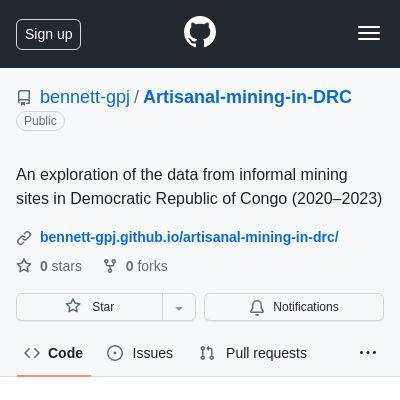 Sign up
bennett-gpj / Artisanal-mining-in-DRC
Public
An exploration of the data from informal mining
sites in Democratic Republic of Congo (2020–2023)
bennett-gpj.github.io/artisanal-mining-in-drc/
0 stars 0 forks
Star Notifications
Code Issues Pull requests